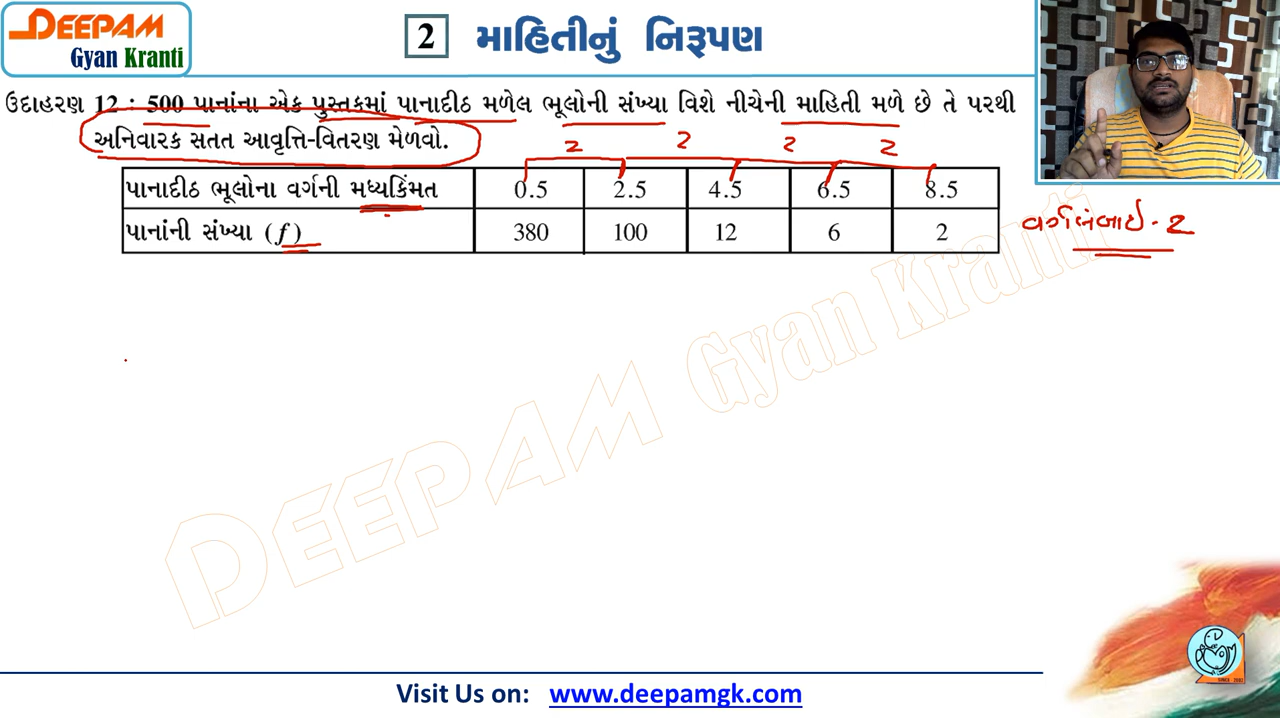 DEEPAM
Gyan Kranti
2 માહિતીનું નિરૂપણ
ઉદાહરણ 12 : 500 પાનાંના એક પુસ્તકમાં પાનાદીઠ મળેલ ભૂલોની સંખ્યા વિશે નીચેની માહિતી મળે છે તે પરથી
અનિવારક સતત આવૃત્તિ-વિતરણ મેળવો.
2 2 2 2
પાનાદીઠ ભૂલોના વર્ગની મધ્યકિંમત 0.5 2.5 4.5 6.5 8.5
પાનાંની સંખ્યા (f) 380 100 12 6 2
વર્ગલંબાઇ - 2
DEEPAM Gyan Kranti
Visit Us on: www.deepamgk.com